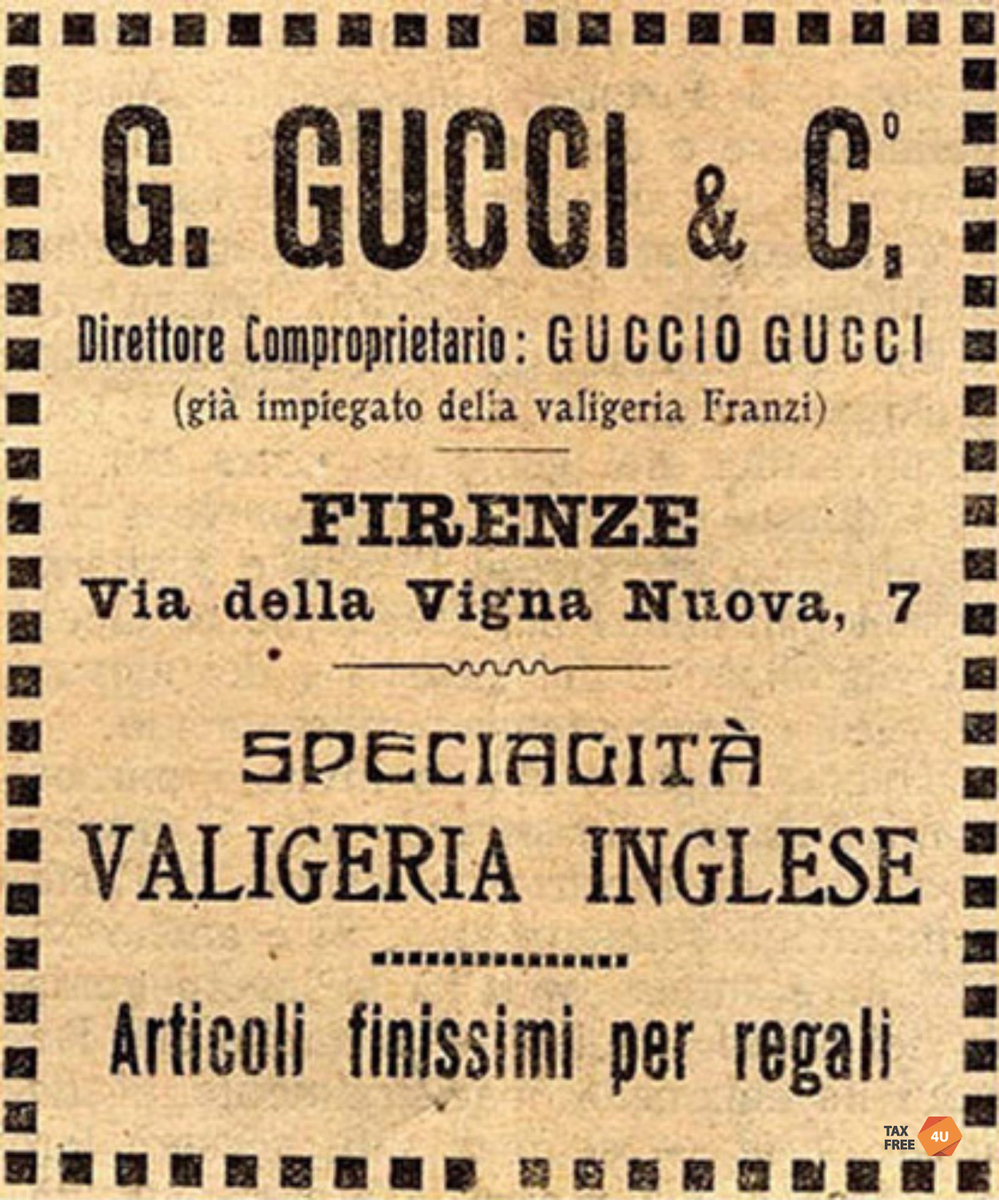 G. GUCCI & C.º
Direttore Comproprietario: GUCCIO GUCCI
(già impiegato della valigeria Franzi)
FIRENZE
Via della Vigna Nuova, 7
SPECIALITÀ
VALIGERIA INGLESE
Articoli finissimi per regali
TAX
FREE
4U